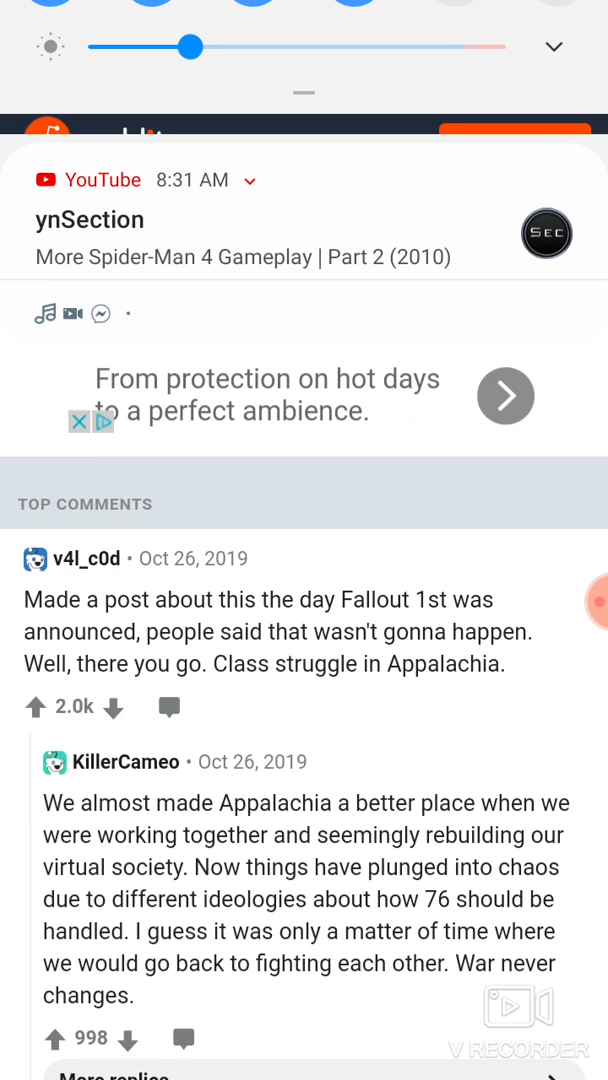 YouTube 8:31 AM
ynSection
SEC
More Spider-Man 4 Gameplay | Part 2 (2010)
From protection on hot days
to a perfect ambience.
TOP COMMENTS
v4l_c0d • Oct 26, 2019
Made a post about this the day Fallout 1st was
announced, people said that wasn't gonna happen.
Well, there you go. Class struggle in Appalachia.
2.0k
KillerCameo • Oct 26, 2019
We almost made Appalachia a better place when we
were working together and seemingly rebuilding our
virtual society. Now things have plunged into chaos
due to different ideologies about how 76 should be
handled. I guess it was only a matter of time where
we would go back to fighting each other. War never
changes.
998
V RECORDER
More replies